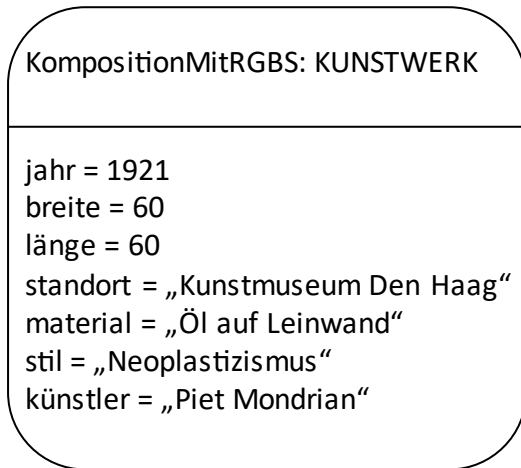 KompositionMitRGBS: KUNSTWERK
jahr = 1921
breite = 60
länge = 60
standort = „Kunstmuseum Den Haag“
material = „Öl auf Leinwand“
stil = „Neoplastizismus“
künstler = „Piet Mondrian“